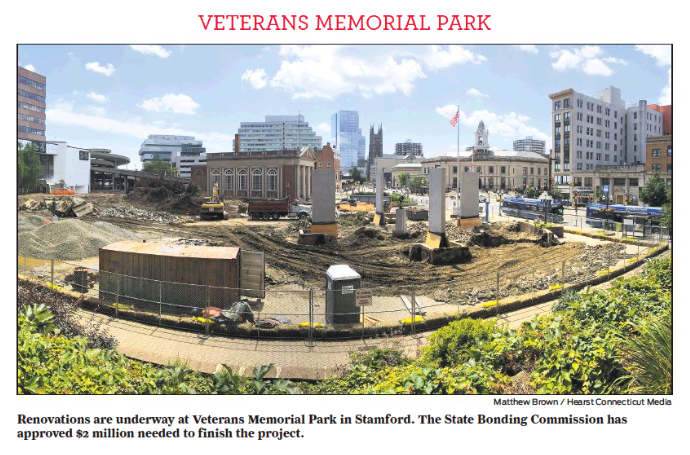 VETERANS MEMORIAL PARK
Matthew Brown / Hearst Connecticut Media
Renovations are underway at Veterans Memorial Park in Stamford. The State Bonding Commission has
approved $2 million needed to finish the project.